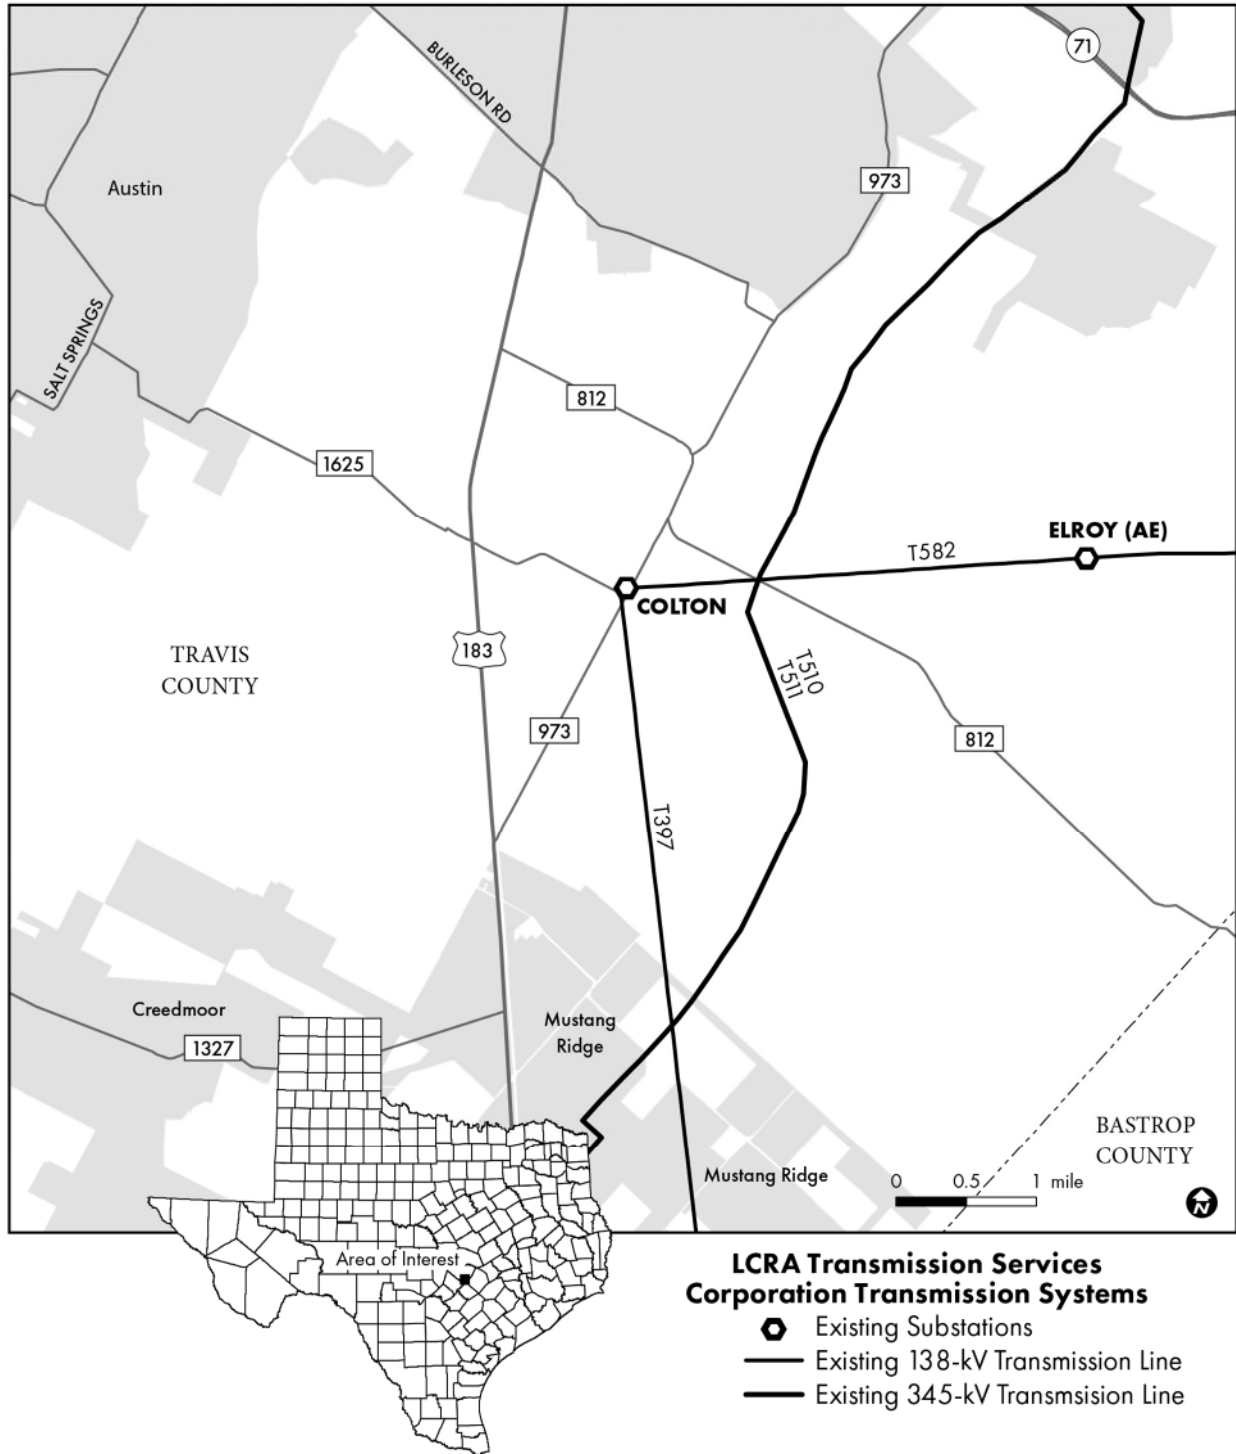 71
BURLESON RD
973
Austin
SALT SPRINGS
812
1625
ELROY (AE)
T582
COLTON
183
TRAVIS
COUNTY
T510
T511
973
812
T397
Creedmoor
1327
Mustang
Ridge
BASTROP
COUNTY
Mustang Ridge
0 0.5 1 mile
N
Area of Interest
LCRA Transmission Services
Corporation Transmission Systems
Existing Substations
Existing 138-kV Transmission Line
Existing 345-kV Transmsision Line